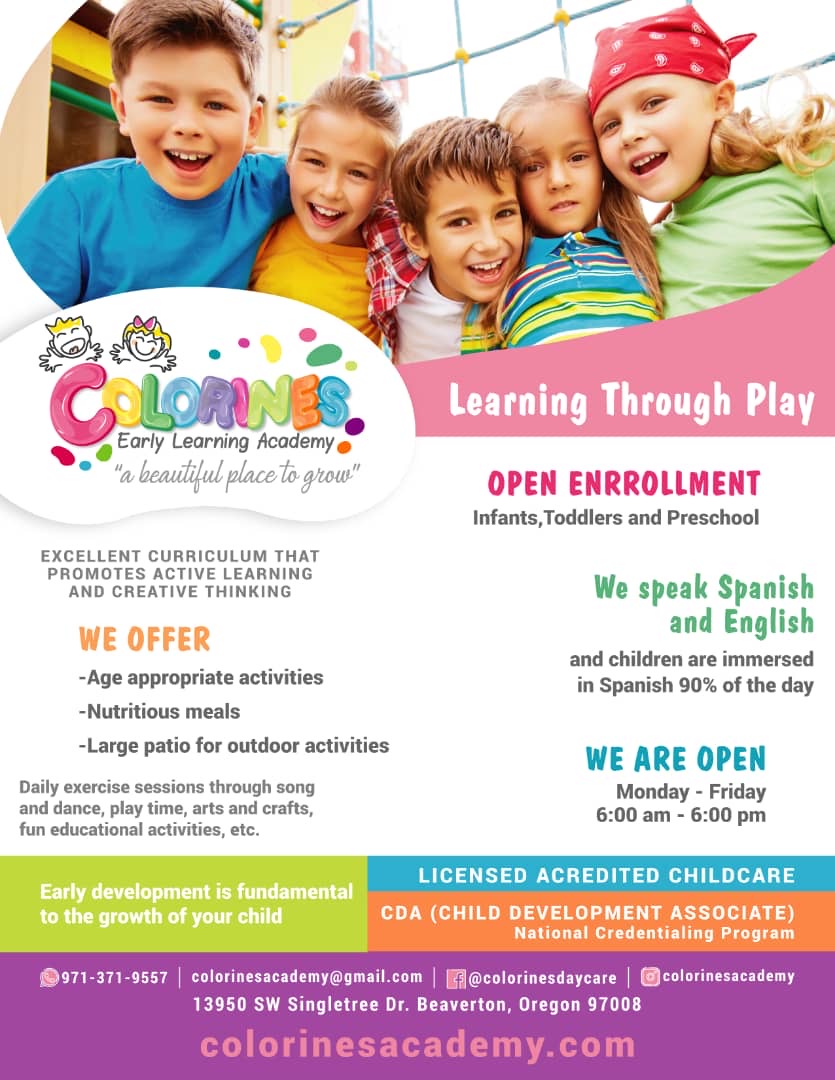 COLORINES
Early Learning Academy
"a beautiful place to grow"
Learning Through Play
OPEN ENRROLLMENT
Infants,Toddlers and Preschool
EXCELLENT CURRICULUM THAT
PROMOTES ACTIVE LEARNING
AND CREATIVE THINKING
WE OFFER
-Age appropriate activities
-Nutritious meals
-Large patio for outdoor activities
Daily exercise sessions through song
and dance, play time, arts and crafts,
fun educational activities, etc.
We speak Spanish
and English
and children are immersed
in Spanish 90% of the day
WE ARE OPEN
Monday - Friday
6:00 am - 6:00 pm
Early development is fundamental
to the growth of your child
LICENSED ACREDITED CHILDCARE
CDA (CHILD DEVELOPMENT ASSOCIATE)
National Credentialing Program
971-371-9557 | colorinesacademy@gmail.com | @colorinesdaycare | colorinesacademy
13950 SW Singletree Dr. Beaverton, Oregon 97008
colorinesacademy.com